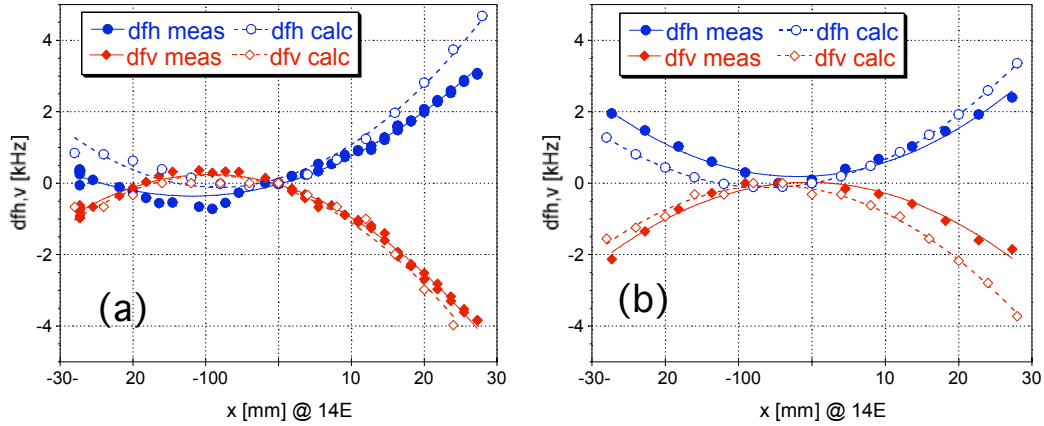 dfh meas dfh calc
dfv meas dfv calc
4
2
0
-2
-4
dfh,v [kHz]
(a)
-30- -20 -100 10 20 30
x [mm] @ 14E
dfh meas dfh calc
dfv meas dfv calc
4
2
0
-2
-4
dfh,v [kHz]
(b)
-30- -20 -100 10 20 30
x [mm] @ 14E